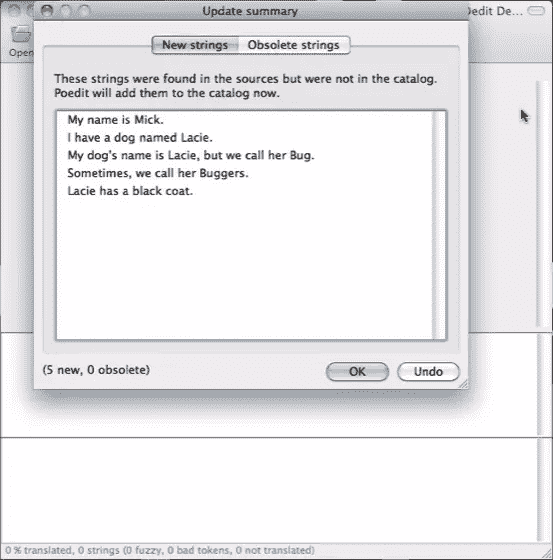 Update summary
oedit De...
Open
New strings Obsolete strings
These strings were found in the sources but were not in the catalog.
Poedit will add them to the catalog now.
My name is Mick.
I have a dog named Lacie.
My dog's name is Lacie, but we call her Bug.
Sometimes, we call her Buggers.
Lacie has a black coat.
(5 new, 0 obsolete)
OK Undo
0 % translated, 0 strings (0 fuzzy, 0 bad tokens, 0 not translated)